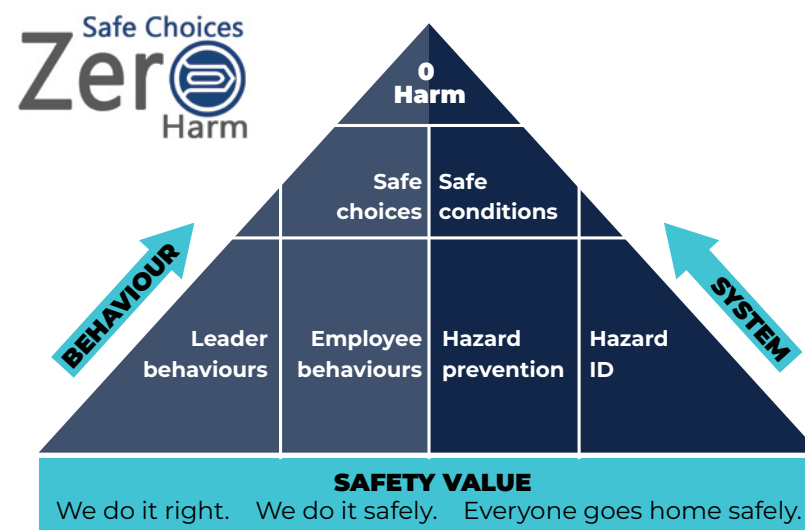 Safe Choices
Zero
Harm
0
Harm
Safe
choices
Safe
conditions
BEHAVIOUR
SYSTEM
Leader
behaviours
Employee
behaviours
Hazard
prevention
Hazard
ID
SAFETY VALUE
We do it right. We do it safely. Everyone goes home safely.